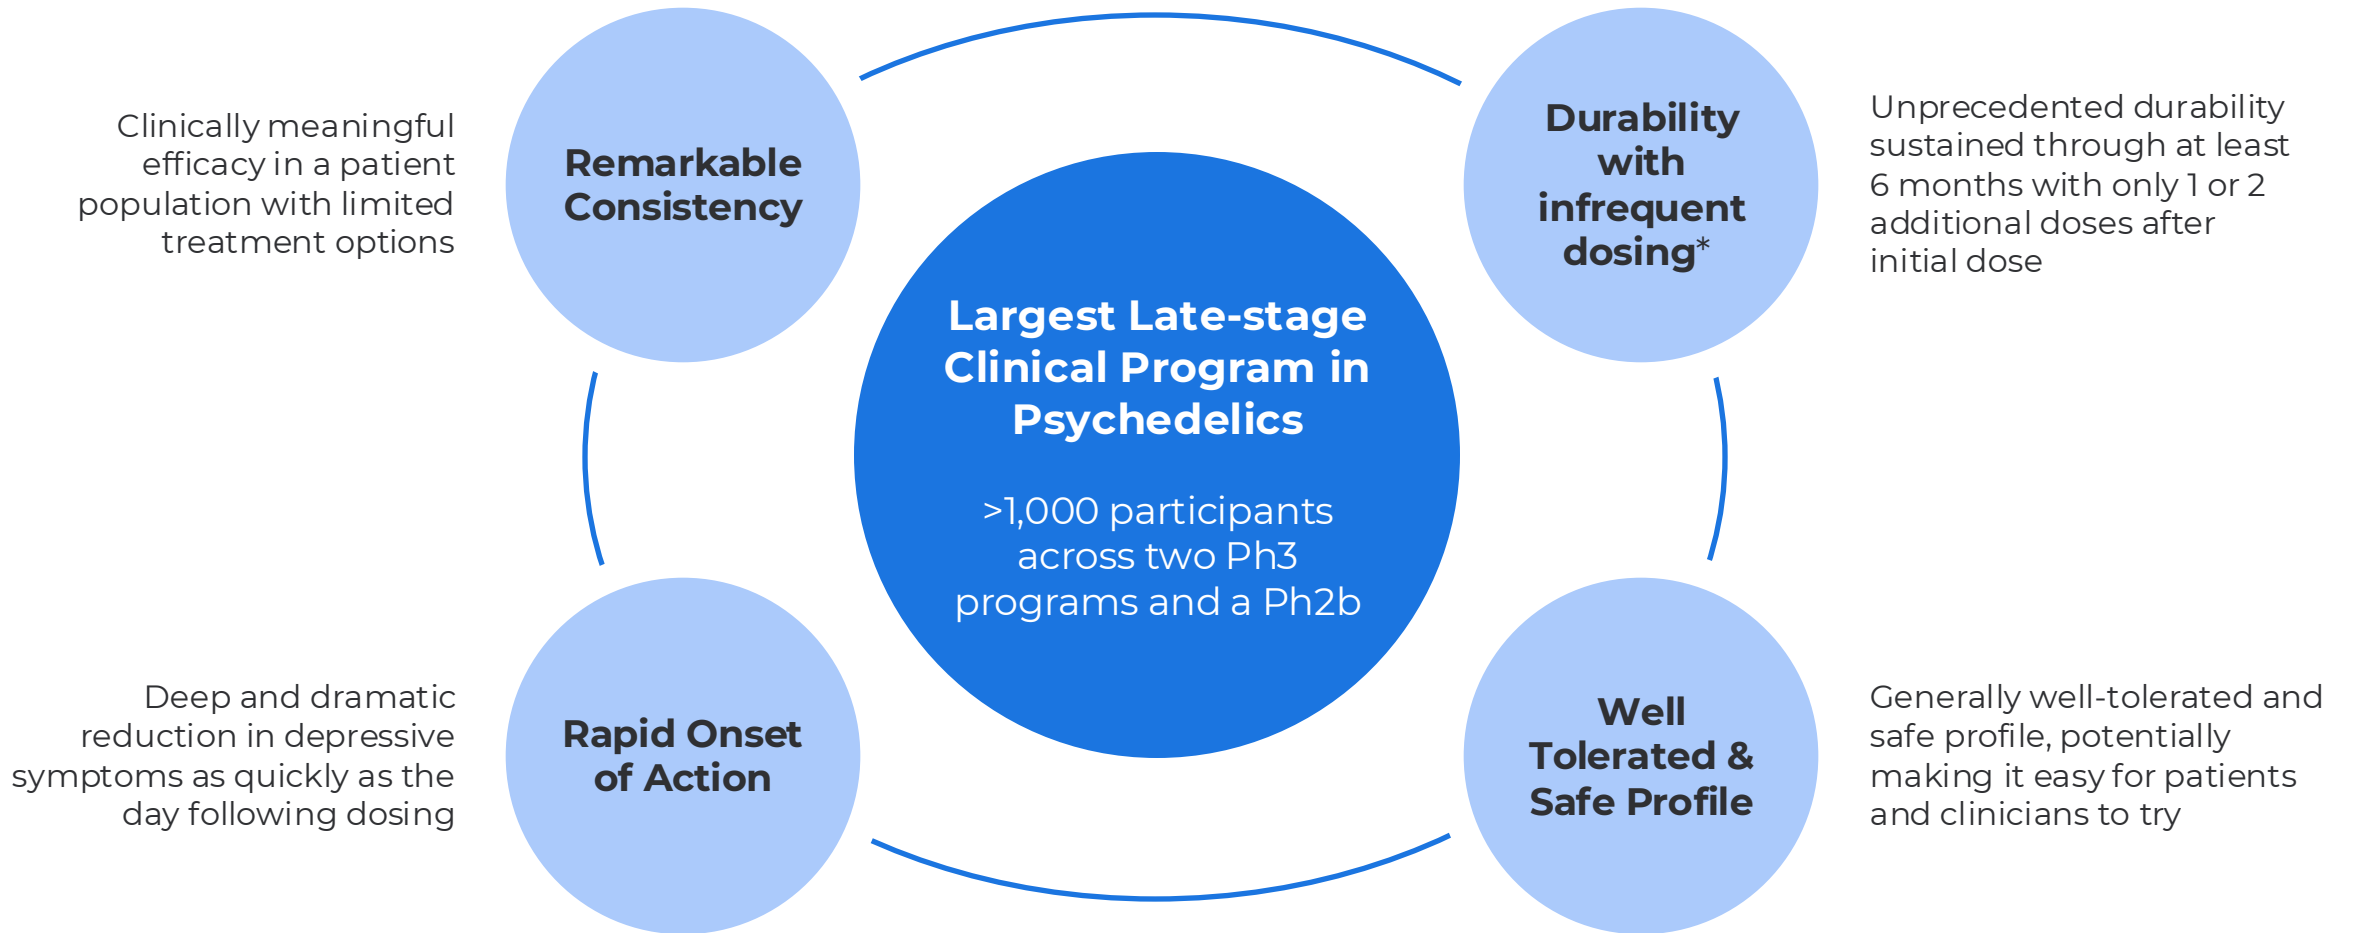 Clinically meaningful
efficacy in a patient
population with limited
treatment options
Remarkable
Consistency
Durability
with
infrequent
dosing*
Unprecedented durability
sustained through at least
6 months with only 1 or 2
additional doses after
initial dose
Largest Late-stage
Clinical Program in
Psychedelics
>1,000 participants
across two Ph3
programs and a Ph2b
Deep and dramatic
reduction in depressive
symptoms as quickly as the
day following dosing
Rapid Onset
of Action
Well
Tolerated &
Safe Profile
Generally well-tolerated and
safe profile, potentially
making it easy for patients
and clinicians to try